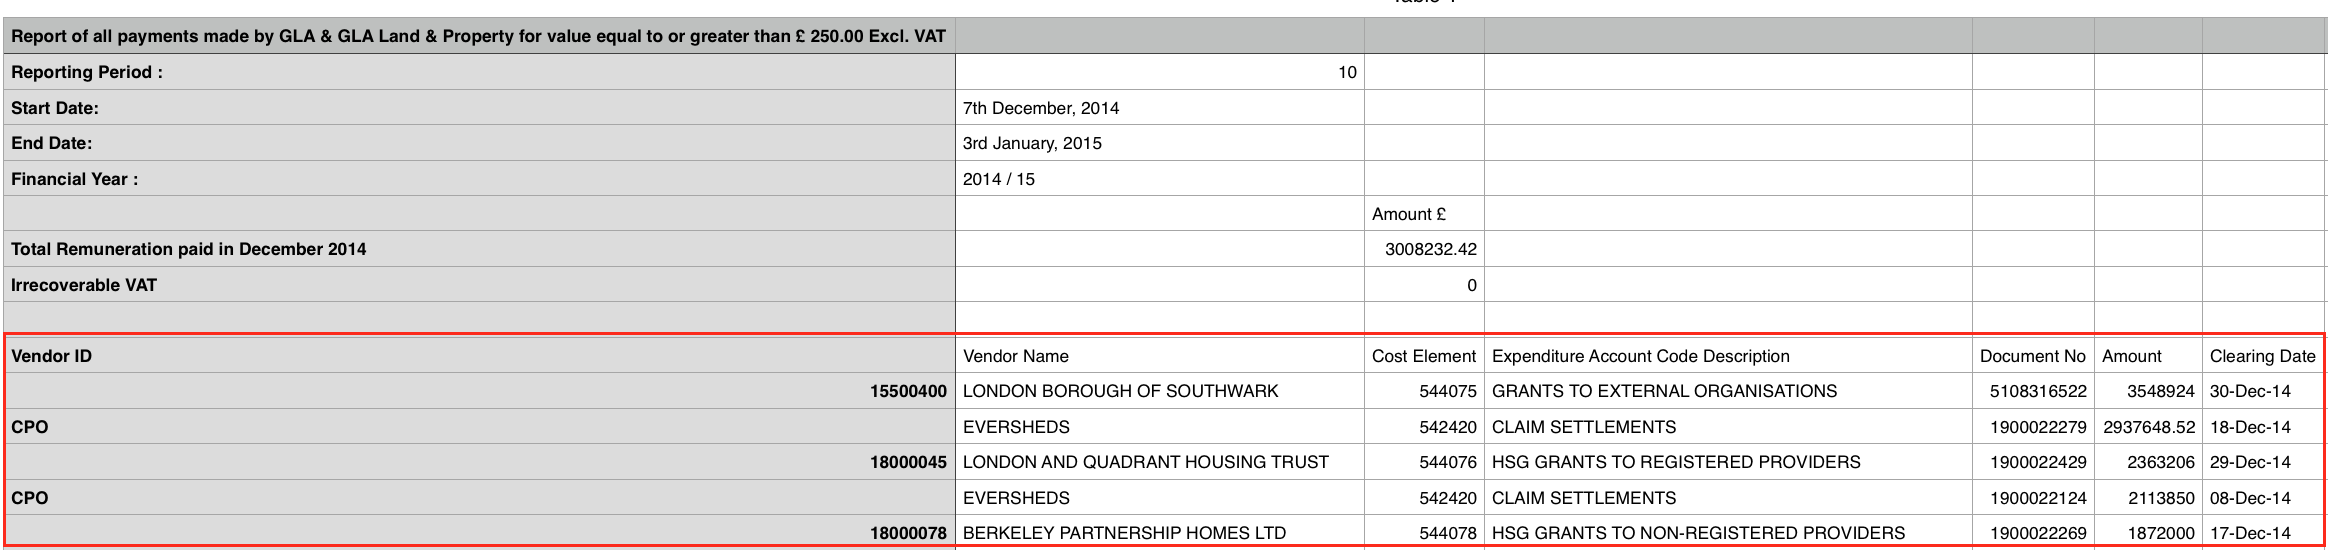 Report of all payments made by GLA & GLA Land & Property for value equal to or greater than £ 250.00 Excl. VAT
Reporting Period : 10
Start Date: 7th December, 2014
End Date: 3rd January, 2015
Financial Year : 2014 / 15
Amount £
Total Remuneration paid in December 2014 3008232.42
Irrecoverable VAT 0
Vendor ID Vendor Name Cost Element Expenditure Account Code Description Document No Amount Clearing Date
15500400 LONDON BOROUGH OF SOUTHWARK 544075 GRANTS TO EXTERNAL ORGANISATIONS 5108316522 3548924 30-Dec-14
CPO EVERSHEDS 542420 CLAIM SETTLEMENTS 1900022279 2937648.52 18-Dec-14
18000045 LONDON AND QUADRANT HOUSING TRUST 544076 HSG GRANTS TO REGISTERED PROVIDERS 1900022429 2363206 29-Dec-14
CPO EVERSHEDS 542420 CLAIM SETTLEMENTS 1900022124 2113850 08-Dec-14
18000078 BERKELEY PARTNERSHIP HOMES LTD 544078 HSG GRANTS TO NON-REGISTERED PROVIDERS 1900022269 1872000 17-Dec-14